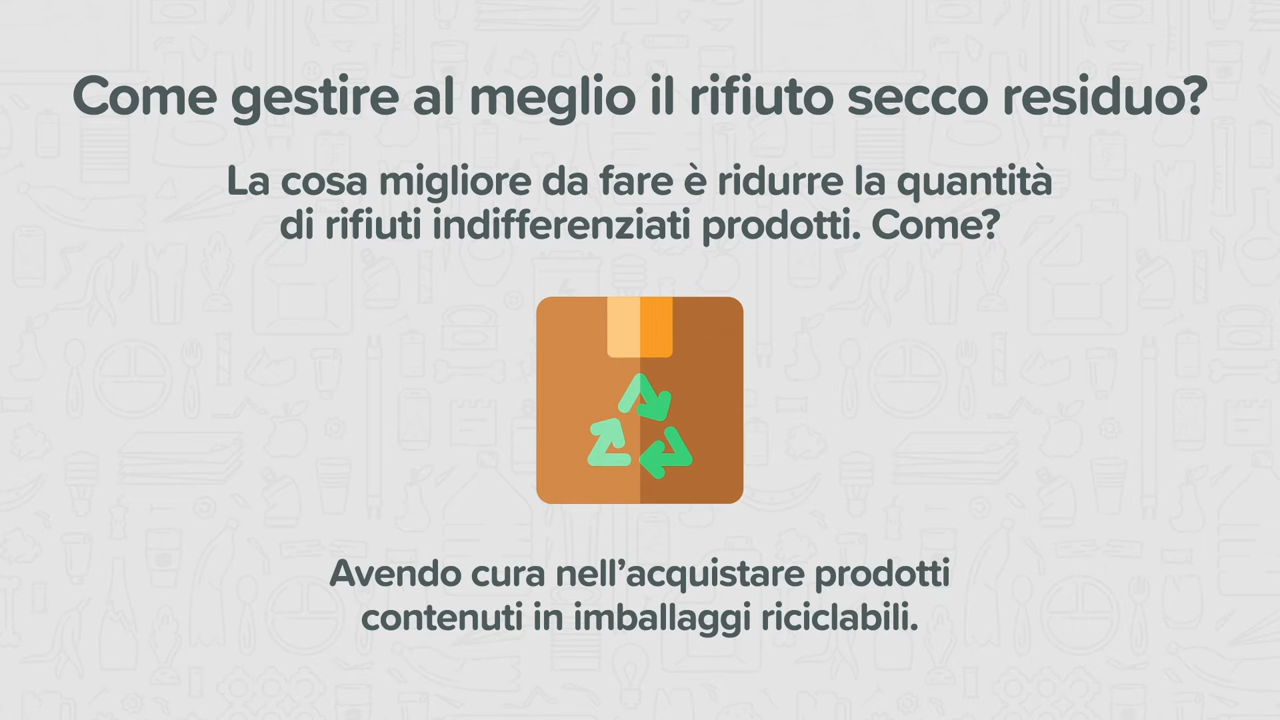 Come gestire al meglio il rifiuto secco residuo?
La cosa migliore da fare è ridurre la quantità
di rifiuti indifferenziati prodotti. Come?
Avendo cura nell’acquistare prodotti
contenuti in imballaggi riciclabili.